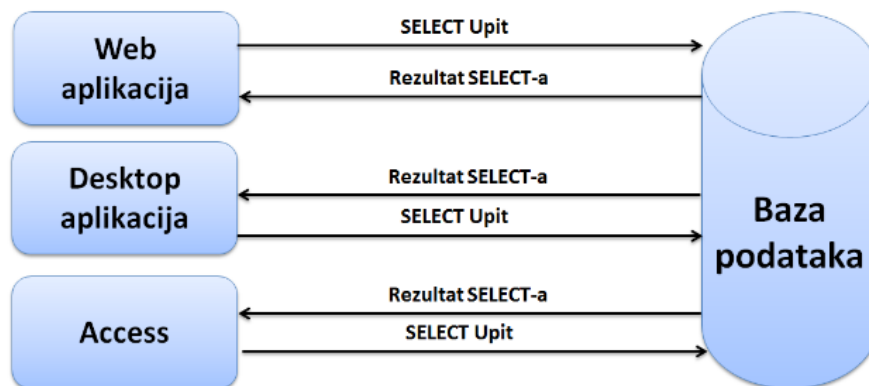 Web
aplikacija
SELECT Upit
Rezultat SELECT-a
Desktop
aplikacija
Rezultat SELECT-a
SELECT Upit
Baza
podataka
Access
Rezultat SELECT-a
SELECT Upit